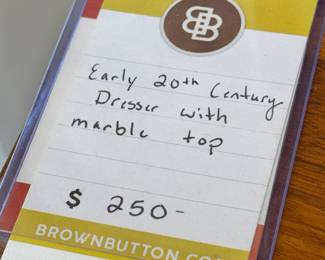 Early 20th Century
Dresser with
marble top
$ 250-
BROWNBUTTON.CO